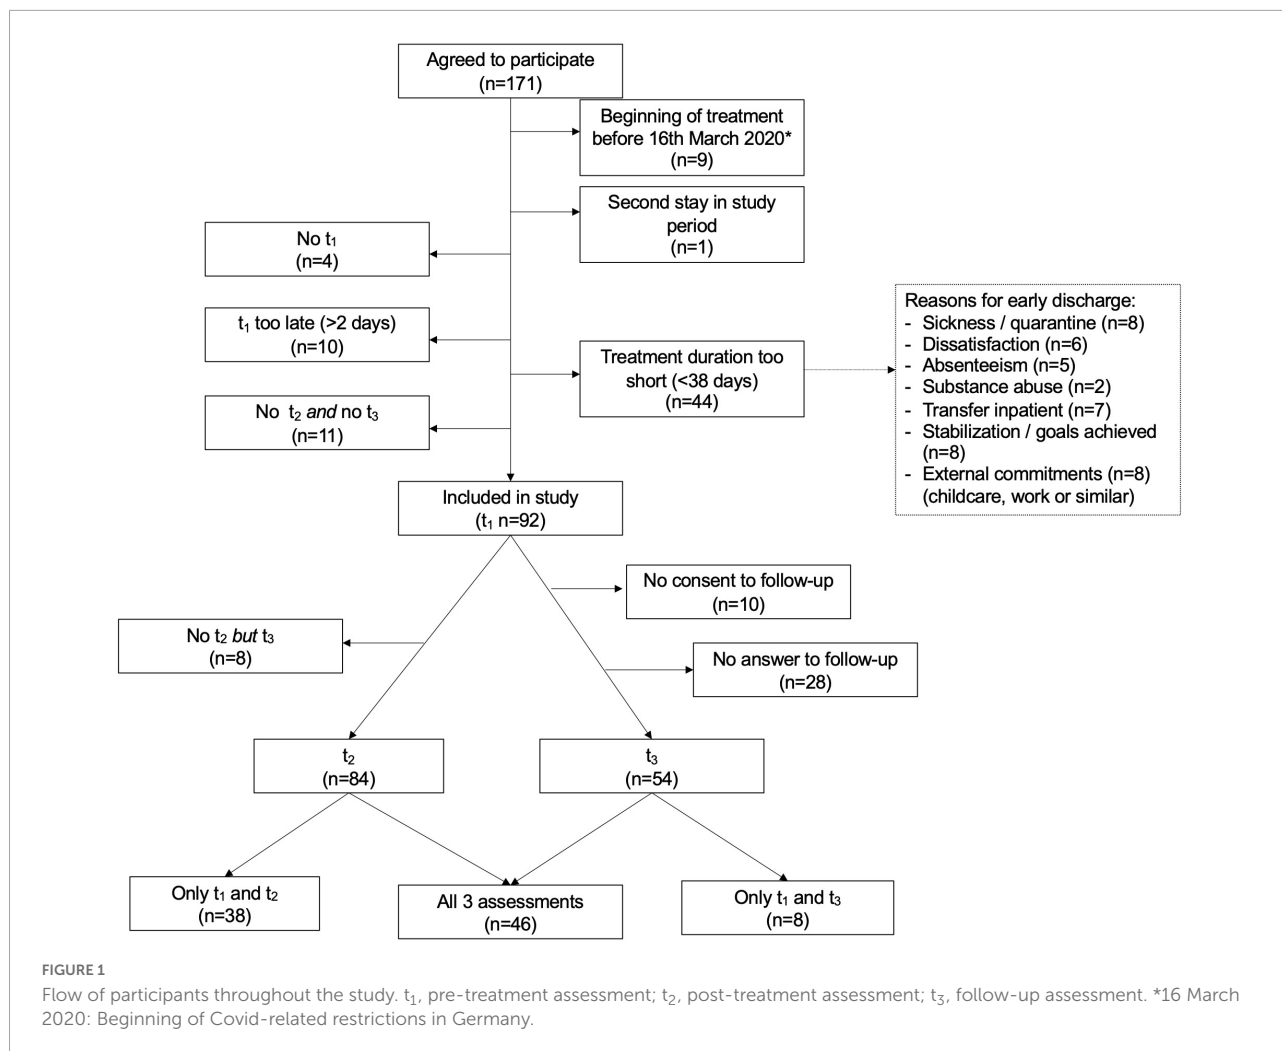 Agreed to participate
(n=171)
Beginning of treatment
before 16th March 2020*
(n=9)
Second stay in study
period
(n=1)
No t₁
(n=4)
t₁ too late (>2 days)
(n=10)
Treatment duration too
short (<38 days)
(n=44)
Reasons for early discharge:
- Sickness / quarantine (n=8)
- Dissatisfaction (n=6)
- Absenteeism (n=5)
- Substance abuse (n=2)
- Transfer inpatient (n=7)
- Stabilization / goals achieved
(n=8)
- External commitments (n=8)
(childcare, work or similar)
No t₂ and no t₃
(n=11)
Included in study
(t₁ n=92)
No consent to follow-up
(n=10)
No t₂ but t₃
(n=8)
No answer to follow-up
(n=28)
t₂
(n=84)
t₃
(n=54)
Only t₁ and t₂
(n=38)
All 3 assessments
(n=46)
Only t₁ and t₃
(n=8)
FIGURE 1
Flow of participants throughout the study. t₁, pre-treatment assessment; t₂, post-treatment assessment; t₃, follow-up assessment. *16 March
2020: Beginning of Covid-related restrictions in Germany.